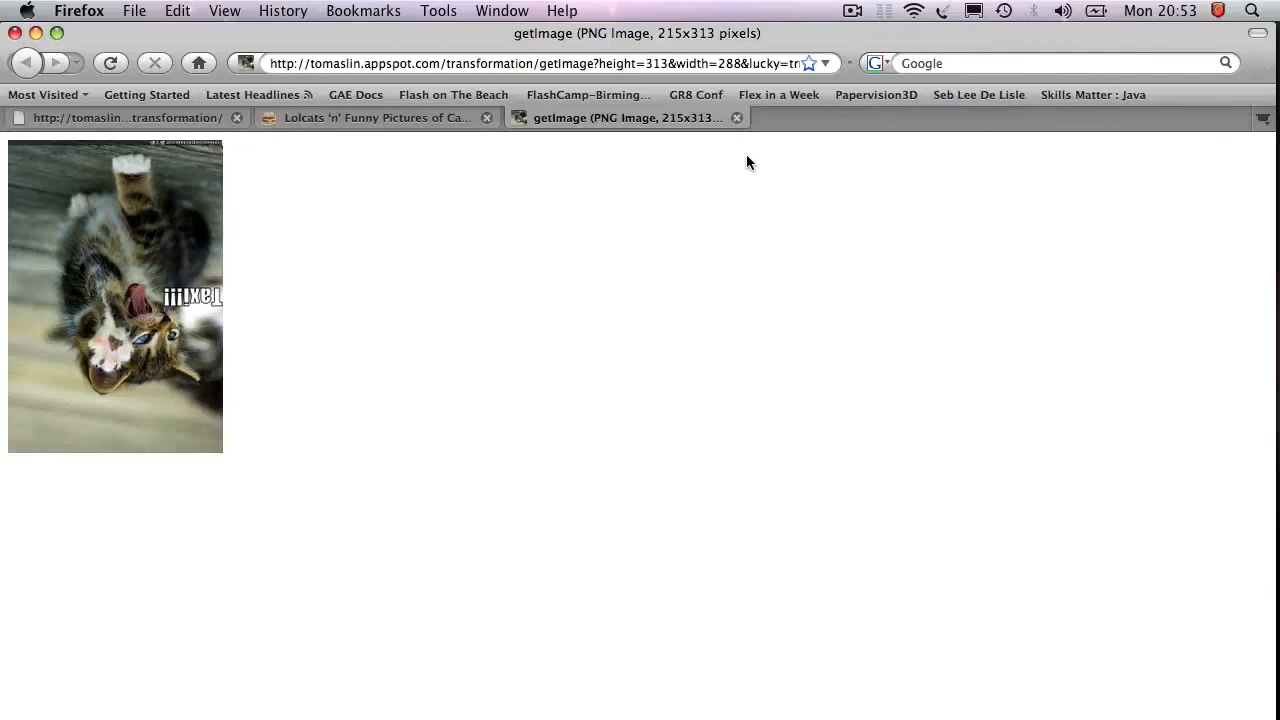 Firefox File Edit View History Bookmarks Tools Window Help Mon 20:53
getImage (PNG Image, 215x313 pixels)
http://tomaslin.appspot.com/transformation/getImage?height=313&width=288&lucky=tr Google
Most Visited Getting Started Latest Headlines GAE Docs Flash on The Beach FlashCamp-Birming... GR8 Conf Flex in a Week Papervision3D Seb Lee De Lisle Skills Matter : Java
http://tomaslin...transformation/ Lolcats 'n' Funny Pictures of Ca... getImage (PNG Image, 215x313...
Taxi!!!